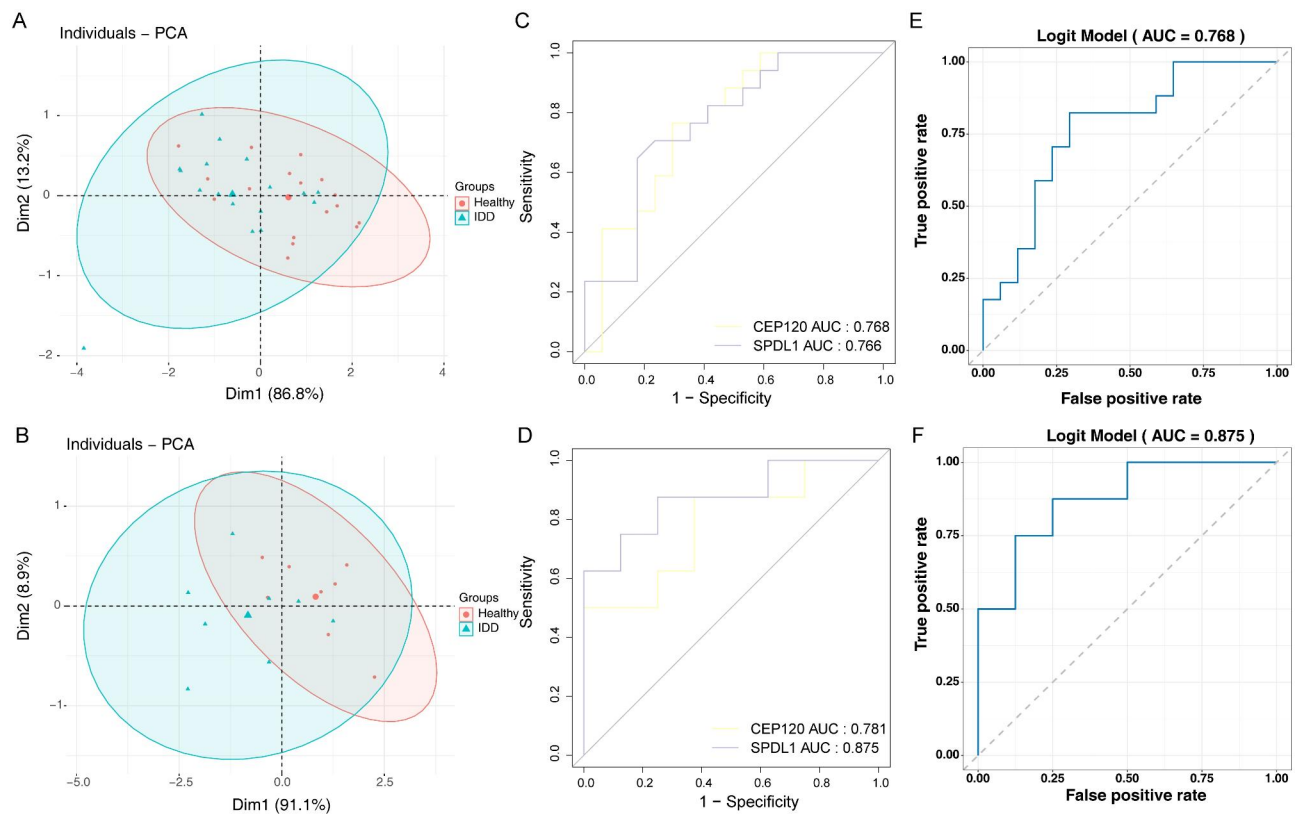 A
Individuals – PCA
Dim2 (13.2%)
1
0
−1
−2
−4
−2
0
2
4
Dim1 (86.8%)
Groups
Healthy
IDD
C
Sensitivity
1.0
0.8
0.6
0.4
0.2
0.0
CEP120 AUC : 0.768
SPDL1 AUC : 0.766
0.0
0.2
0.4
0.6
0.8
1.0
1 − Specificity
E
Logit Model ( AUC = 0.768 )
True positive rate
1.00
0.75
0.50
0.25
0.00
0.00
0.25
0.50
0.75
1.00
False positive rate
B
Individuals – PCA
Dim2 (8.9%)
1
0
−1
−5.0
−2.5
0.0
2.5
Dim1 (91.1%)
Groups
Healthy
IDD
D
Sensitivity
1.0
0.8
0.6
0.4
0.2
0.0
CEP120 AUC : 0.781
SPDL1 AUC : 0.875
0.0
0.2
0.4
0.6
0.8
1.0
1 − Specificity
F
Logit Model ( AUC = 0.875 )
True positive rate
1.00
0.75
0.50
0.25
0.00
0.00
0.25
0.50
0.75
1.00
False positive rate